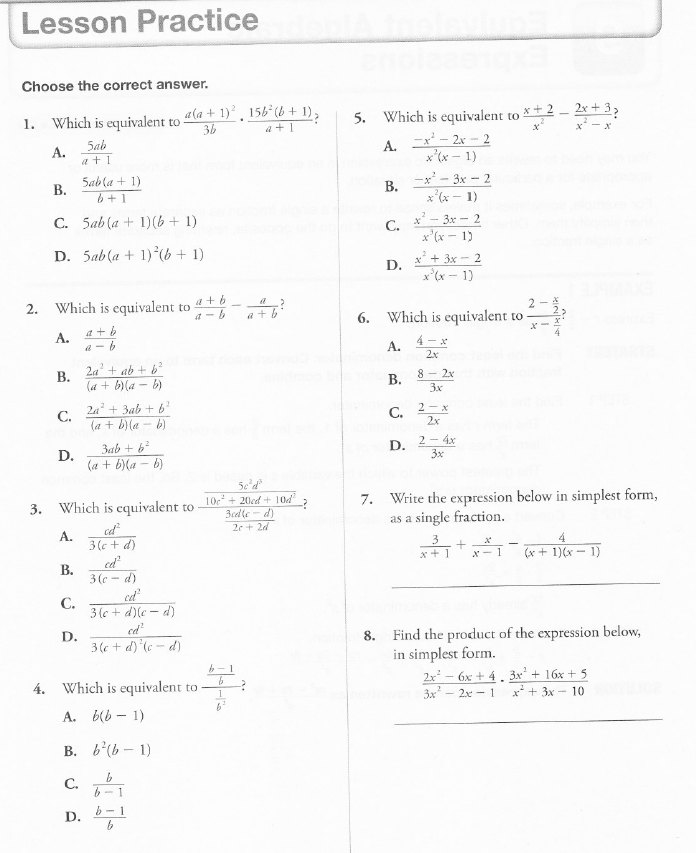 Lesson Practice
Choose the correct answer.
1. Which is equivalent to a(a + 1)²/3b · 15b²(b + 1)/a + 1?
A. 5ab/a + 1
B. 5ab(a + 1)/b + 1
C. 5ab(a + 1)(b + 1)
D. 5ab(a + 1)²(b + 1)
2. Which is equivalent to a + b/a − b − a/a + b?
A. a + b/a − b
B. 2a² + ab + b²/(a + b)(a − b)
C. 2a² + 3ab + b²/(a + b)(a − b)
D. 3ab + b²/(a + b)(a − b)
3. Which is equivalent to 5c²d³/10c² + 20cd + 10d²/3cd(c − d)/2c + 2d?
A. cd²/3(c + d)
B. cd²/3(c − d)
C. cd²/3(c + d)(c − d)
D. cd²/3(c + d)²(c − d)
4. Which is equivalent to b − 1/b/1/b²?
A. b(b − 1)
B. b²(b − 1)
C. b/b − 1
D. b − 1/b
5. Which is equivalent to x + 2/x² − 2x + 3/x² − x?
A. −x² − 2x − 2/x²(x − 1)
B. −x² − 3x − 2/x²(x − 1)
C. x² − 3x − 2/x³(x − 1)
D. x² + 3x − 2/x³(x − 1)
6. Which is equivalent to 2 − x/2/x − x/4?
A. 4 − x/2x
B. 8 − 2x/3x
C. 2 − x/2x
D. 2 − 4x/3x
7. Write the expression below in simplest form,
as a single fraction.
3/x + 1 + x/x − 1 − 4/(x + 1)(x − 1)
8. Find the product of the expression below,
in simplest form.
2x² − 6x + 4/3x² − 2x − 1 · 3x² + 16x + 5/x² + 3x − 10